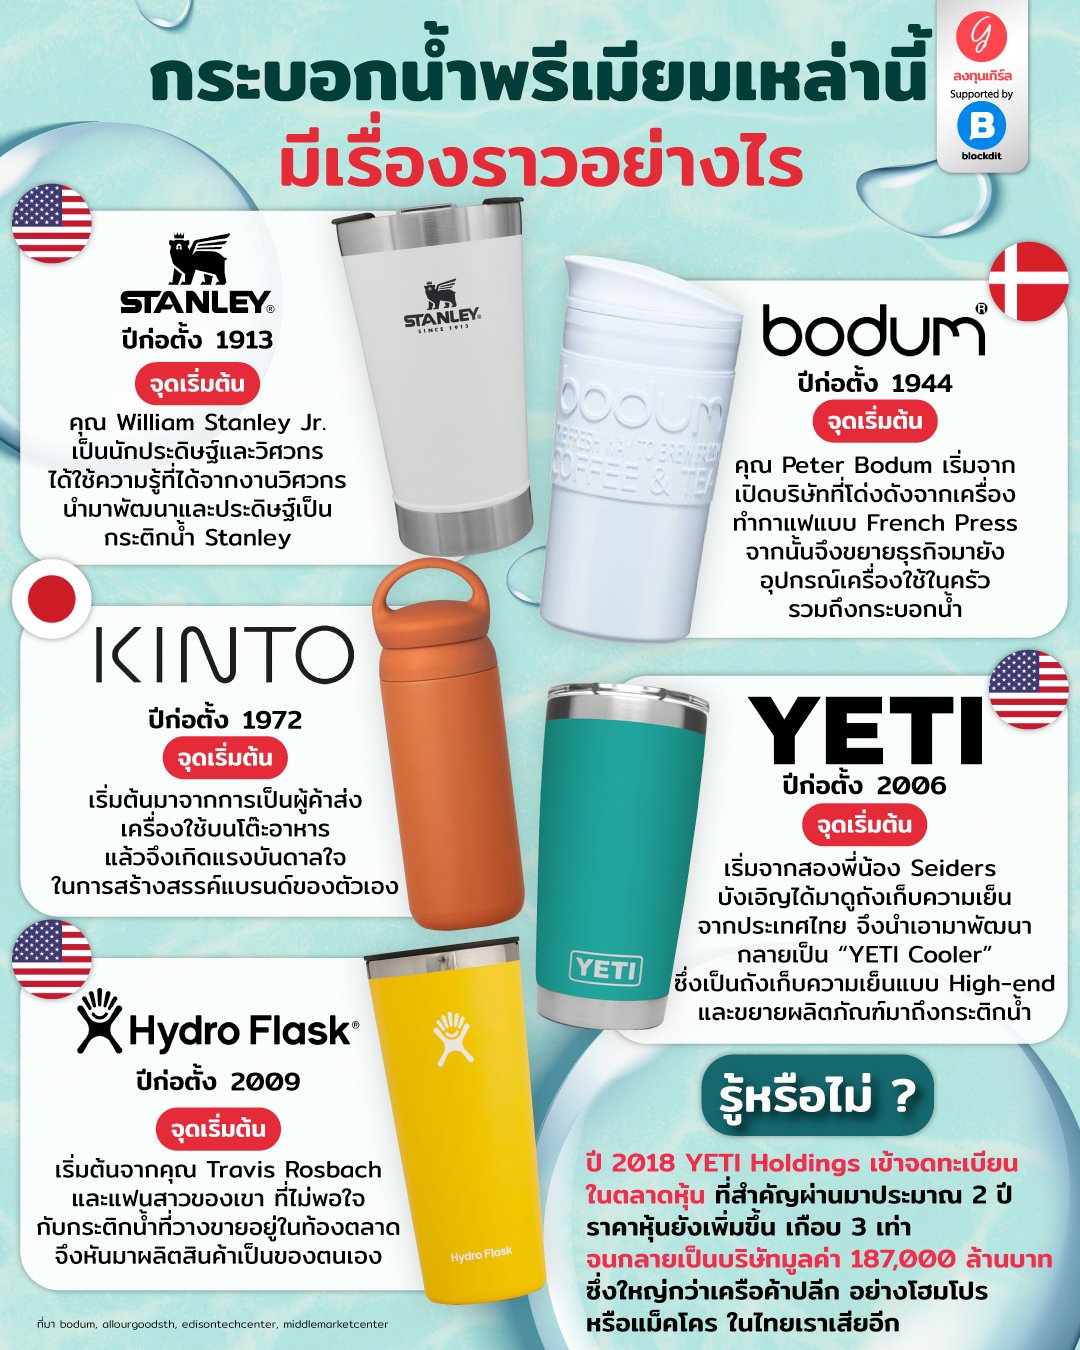 กระบอกน้ำพรีเมียมเหล่านี้
มีเรื่องราวอย่างไร
ลงทุนเกิร์ล
Supported by
B
blockdit
STANLEY®
ปีก่อตั้ง 1913
จุดเริ่มต้น
คุณ William Stanley Jr.
เป็นนักประดิษฐ์และวิศวกร
ได้ใช้ความรู้ที่ได้จากงานวิศวกร
นำมาพัฒนาและประดิษฐ์เป็น
กระติกน้ำ Stanley
STANLEY®
SINCE 1913
bodum®
ปีก่อตั้ง 1944
จุดเริ่มต้น
คุณ Peter Bodum เริ่มจาก
เปิดบริษัทที่โด่งดังจากเครื่อง
ทำกาแฟแบบ French Press
จากนั้นจึงขยายธุรกิจมายัง
อุปกรณ์เครื่องใช้ในครัว
รวมถึงกระบอกน้ำ
bodum
COFFEE & TEA
KINTO
ปีก่อตั้ง 1972
จุดเริ่มต้น
เริ่มต้นมาจากการเป็นผู้ค้าส่ง
เครื่องใช้บนโต๊ะอาหาร
แล้วจึงเกิดแรงบันดาลใจ
ในการสร้างสรรค์แบรนด์ของตัวเอง
YETI
ปีก่อตั้ง 2006
จุดเริ่มต้น
เริ่มจากสองพี่น้อง Seiders
บังเอิญได้มาดูถังเก็บความเย็น
จากประเทศไทย จึงนำเอามาพัฒนา
กลายเป็น “YETI Cooler”
ซึ่งเป็นถังเก็บความเย็นแบบ High-end
และขยายผลิตภัณฑ์มาถึงกระติกน้ำ
YETI
Hydro Flask®
ปีก่อตั้ง 2009
จุดเริ่มต้น
เริ่มต้นจากคุณ Travis Rosbach
และแฟนสาวของเขา ที่ไม่พอใจ
กับกระติกน้ำที่วางขายอยู่ในท้องตลาด
จึงหันมาผลิตสินค้าเป็นของตนเอง
Hydro Flask
รู้หรือไม่ ?
ปี 2018 YETI Holdings เข้าจดทะเบียน
ในตลาดหุ้น ที่สำคัญผ่านมาประมาณ 2 ปี
ราคาหุ้นยังเพิ่มขึ้น เกือบ 3 เท่า
จนกลายเป็นบริษัทมูลค่า 187,000 ล้านบาท
ซึ่งใหญ่กว่าเครือค้าปลีก อย่างโฮมโปร
หรือแม็คโคร ในไทยเราเสียอีก
ที่มา bodum, allourgoodsth, edisontechcenter, middlemarketcenter